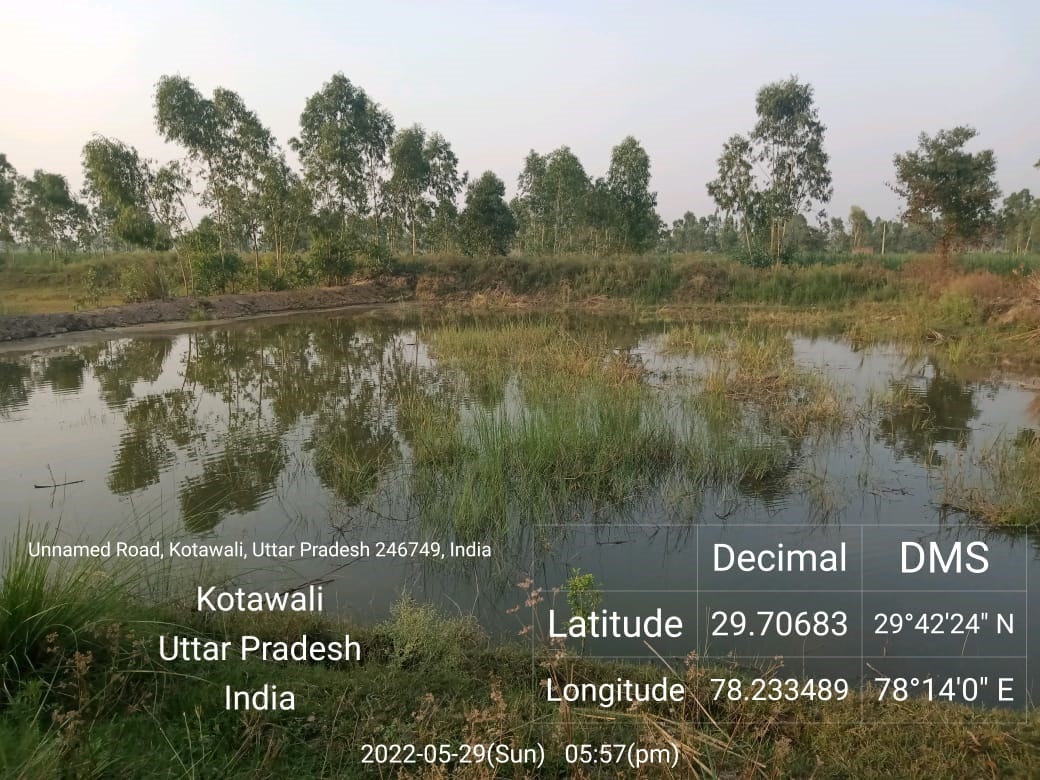 Unnamed Road, Kotawali, Uttar Pradesh 246749, India
Kotawali
Uttar Pradesh
India
Decimal DMS
Latitude 29.70683 29°42'24" N
Longitude 78.233489 78°14'0" E
2022-05-29(Sun) 05:57(pm)